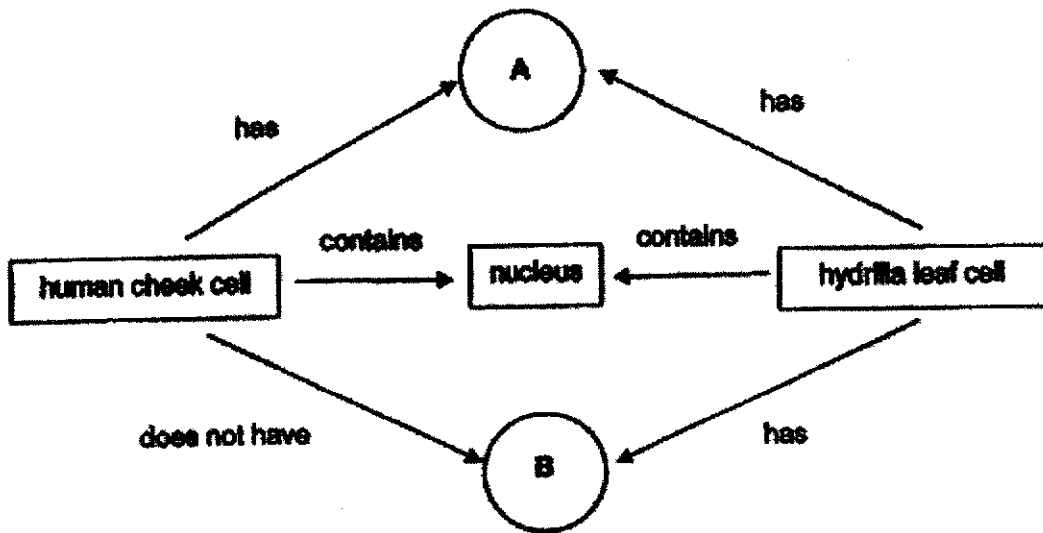 A
has
has
contains
contains
human cheek cell
nucleus
hydrilla leaf cell
does not have
has
B